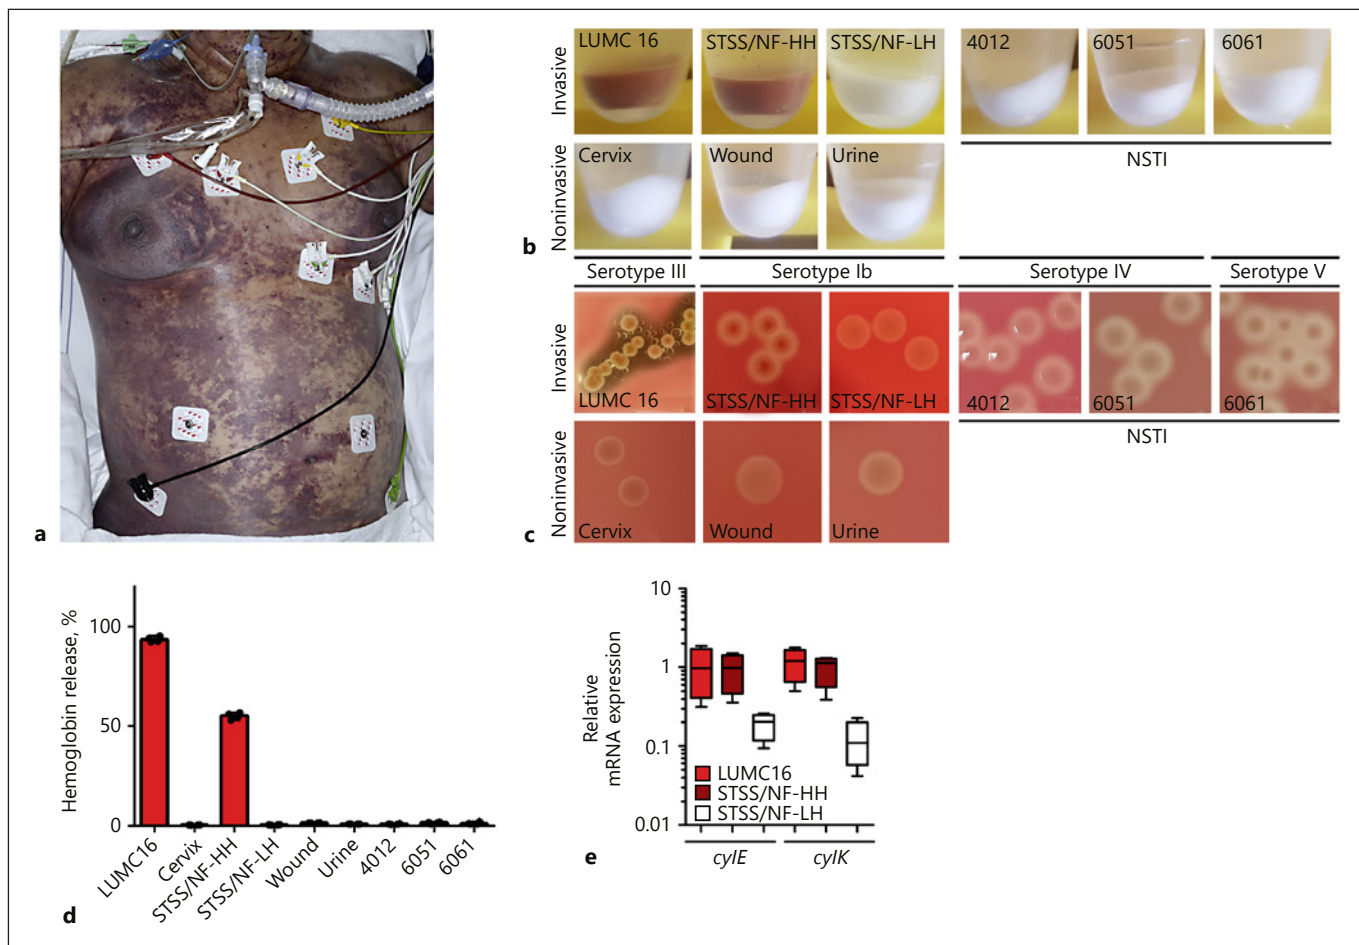 a
b
Invasive
LUMC 16
STSS/NF-HH
STSS/NF-LH
4012
6051
6061
NSTI
Noninvasive
Cervix
Wound
Urine
Serotype III
Serotype Ib
Serotype IV
Serotype V
c
Invasive
LUMC 16
STSS/NF-HH
STSS/NF-LH
4012
6051
6061
NSTI
Noninvasive
Cervix
Wound
Urine
d
Hemoglobin release, %
100
50
0
LUMC16
Cervix
STSS/NF-HH
STSS/NF-LH
Wound
Urine
4012
6051
6061
e
Relative
mRNA expression
10
1
0.1
0.01
LUMC16
STSS/NF-HH
STSS/NF-LH
cylE
cylK